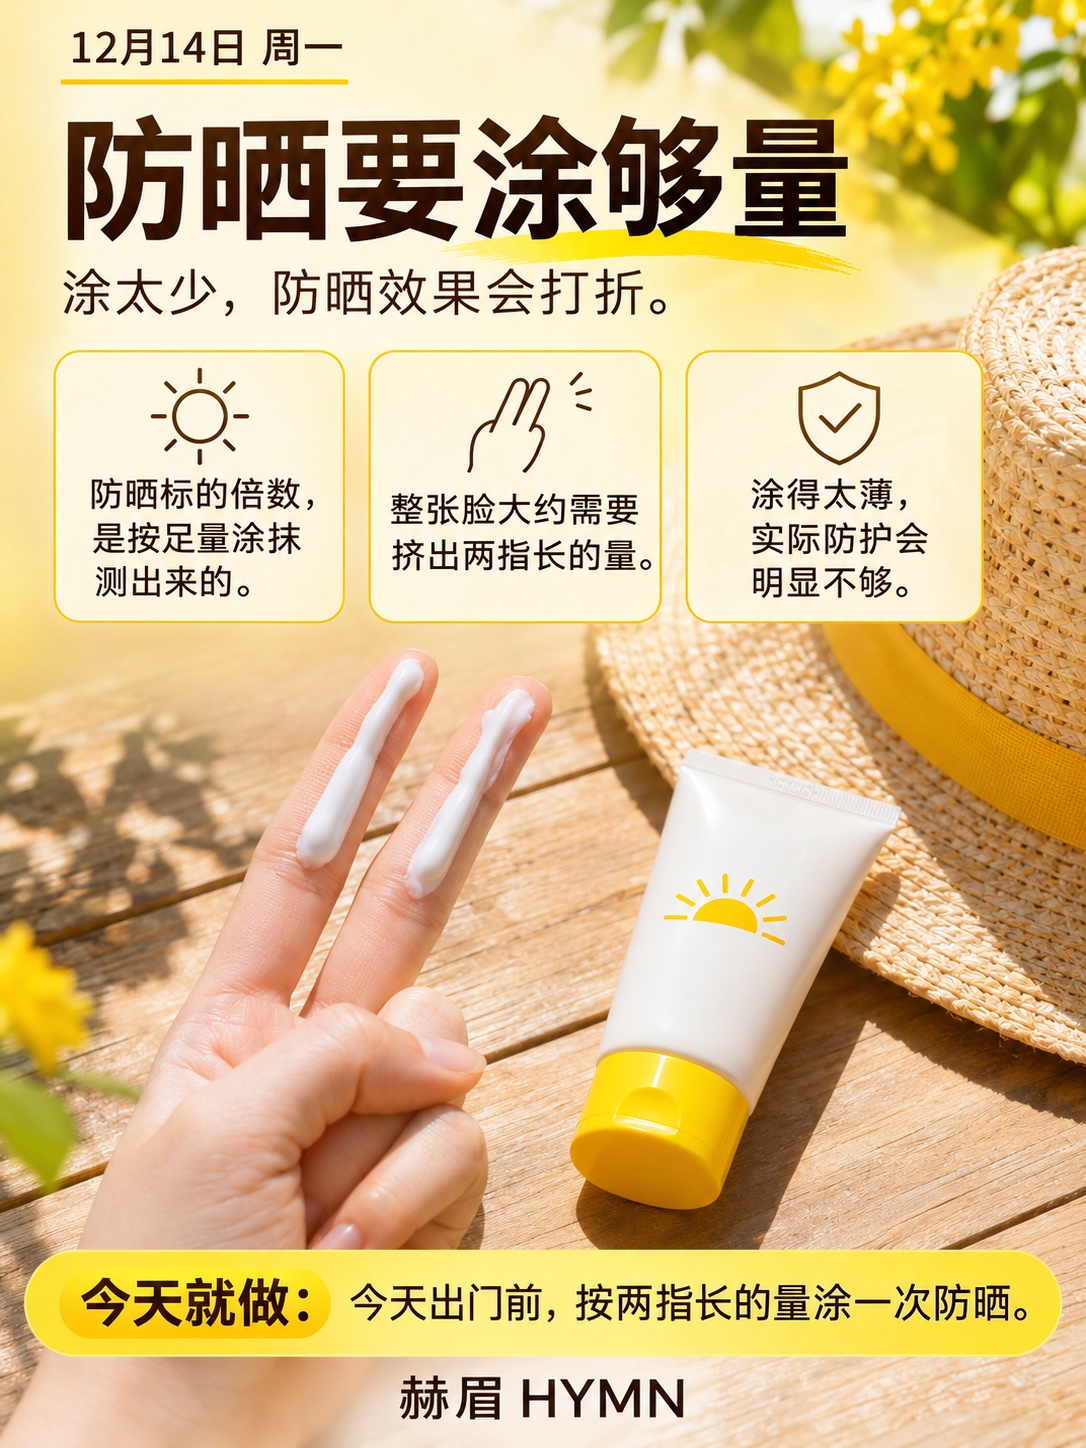 12月14日 周一
防晒要涂够量
涂太少，防晒效果会打折。
防晒标的倍数，
是按足量涂抹
测出来的。
整张脸大约需要
挤出两指长的量。
涂得太薄，
实际防护会
明显不够。
今天就做：今天出门前，按两指长的量涂一次防晒。
赫眉 HYMN